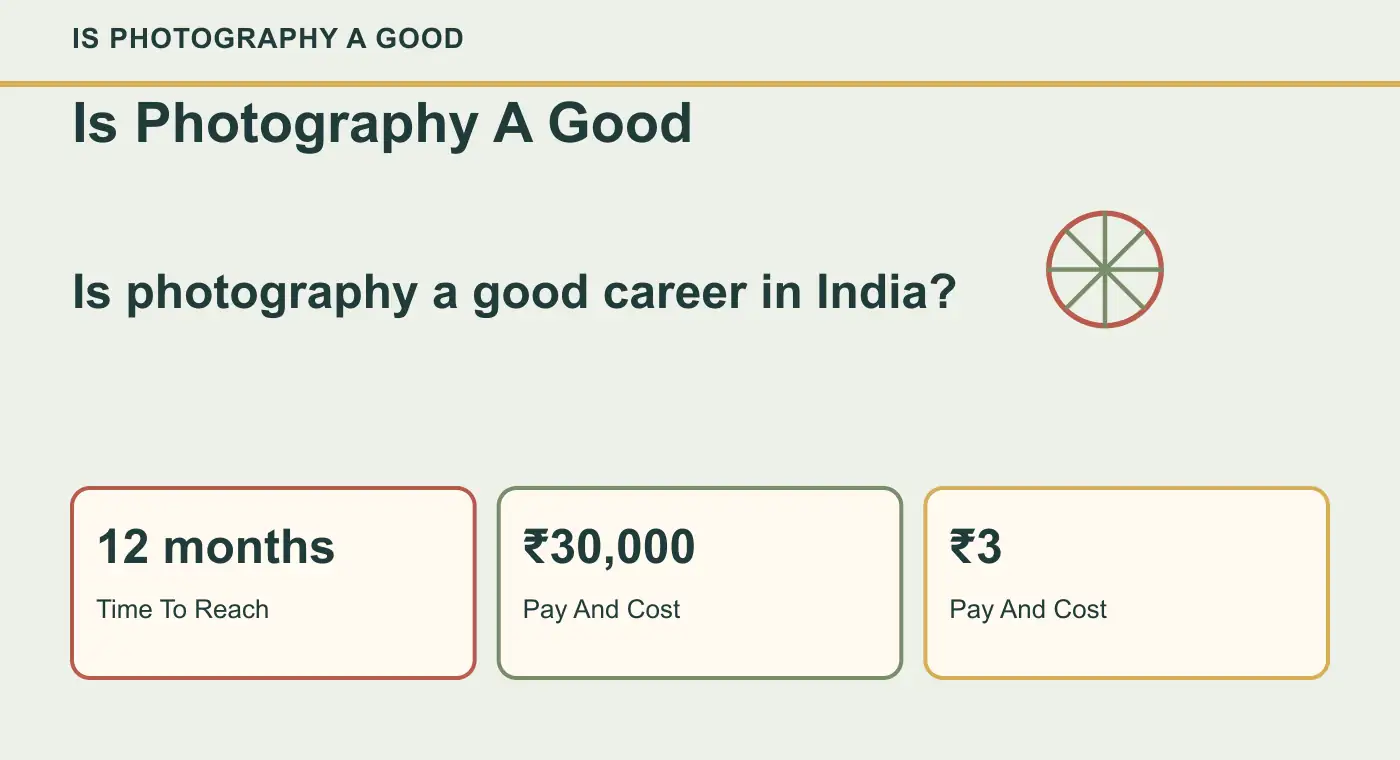 IS PHOTOGRAPHY A GOOD
Is Photography A Good
Is photography a good career in India?
12 months
Time To Reach
₹30,000
Pay And Cost
₹3
Pay And Cost